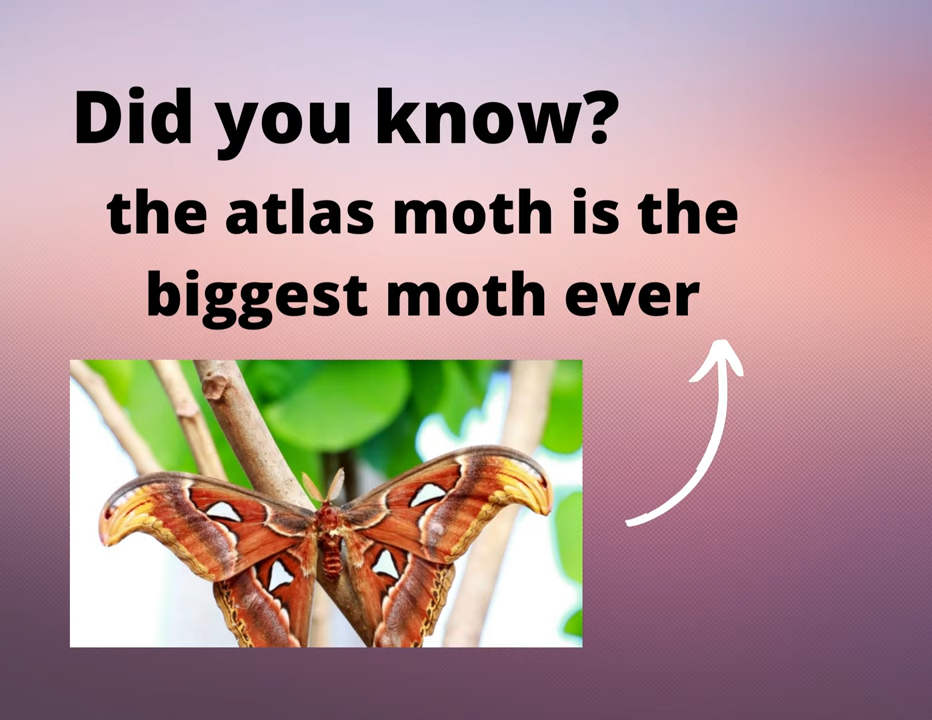 Did you know?
the atlas moth is the
biggest moth ever